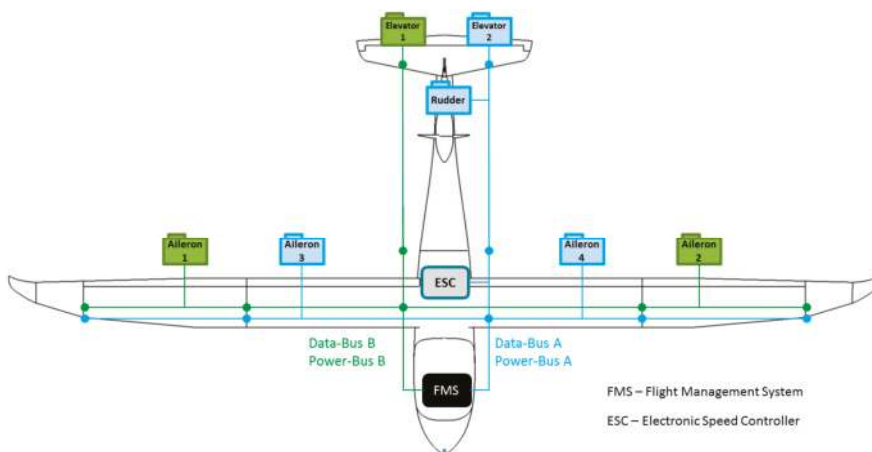 Elevator
1
Elevator
2
Rudder
Aileron
1
Aileron
3
Aileron
4
Aileron
2
ESC
Data-Bus B
Power-Bus B
Data-Bus A
Power-Bus A
FMS
FMS – Flight Management System
ESC – Electronic Speed Controller